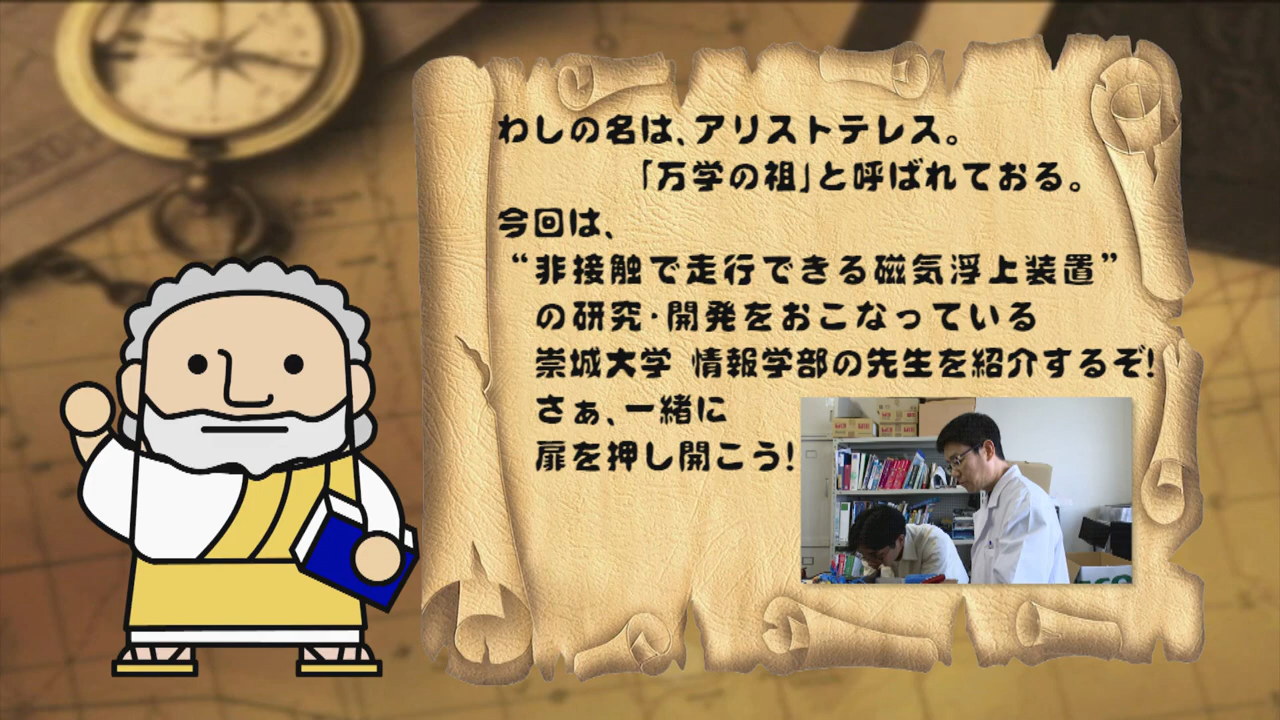 わしの名は、アリストテレス。
「万学の祖」と呼ばれておる。
今回は、
“非接触で走行できる磁気浮上装置”
の研究・開発をおこなっている
崇城大学 情報学部の先生を紹介するぞ!
さぁ、一緒に
扉を押し開こう!